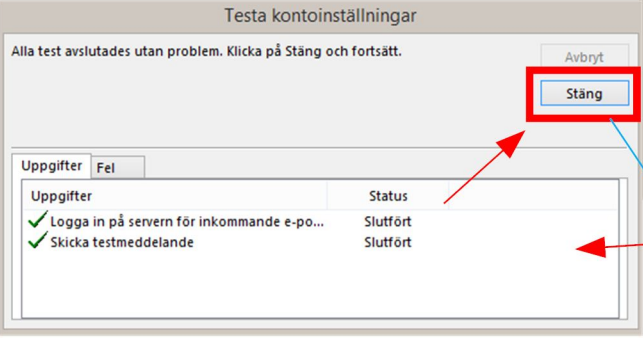 Testa kontoinställningar
Alla test avslutades utan problem. Klicka på Stäng och fortsätt.
Avbryt
Stäng
Uppgifter Fel
Uppgifter Status
Logga in på servern för inkommande e-po... Slutfört
Skicka testmeddelande Slutfört